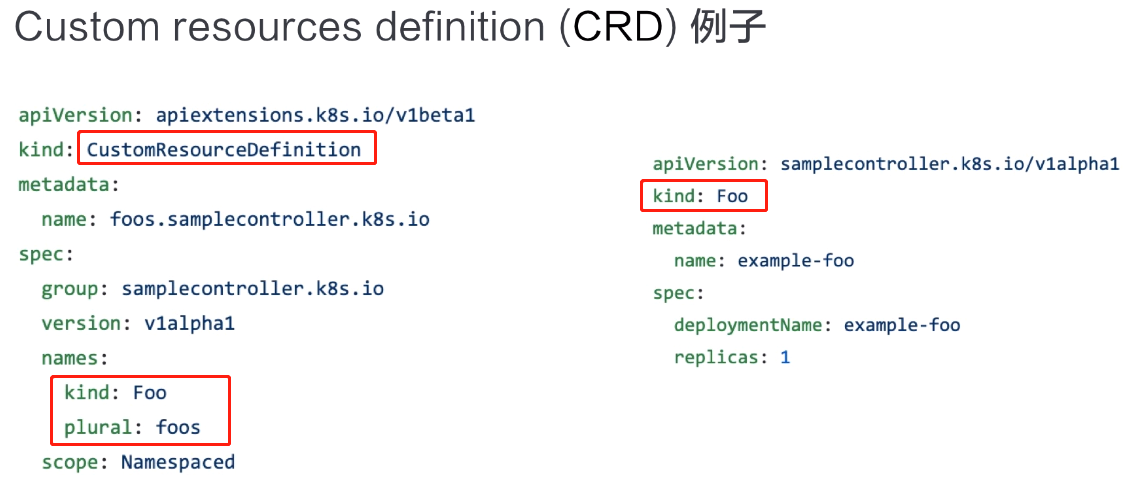 Custom resources definition (CRD) 例子
apiVersion: apiextensions.k8s.io/v1beta1
kind: CustomResourceDefinition
metadata:
  name: foos.samplecontroller.k8s.io
spec:
  group: samplecontroller.k8s.io
  version: v1alpha1
  names:
    kind: Foo
    plural: foos
  scope: Namespaced
apiVersion: samplecontroller.k8s.io/v1alpha1
kind: Foo
metadata:
  name: example-foo
spec:
  deploymentName: example-foo
  replicas: 1